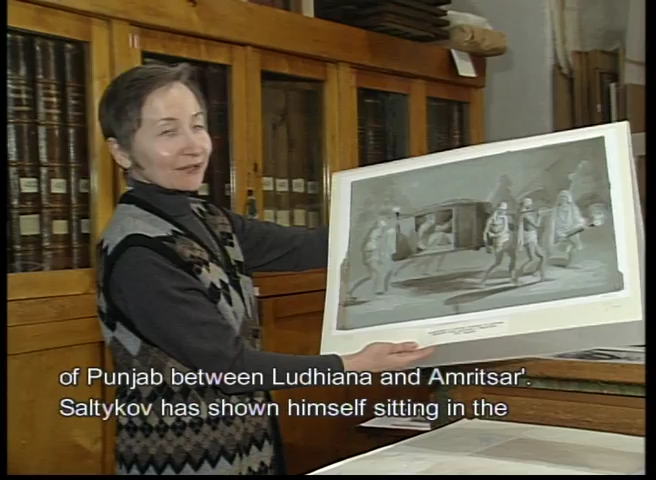 of Punjab between Ludhiana and Amritsar'.
Saltykov has shown himself sitting in the